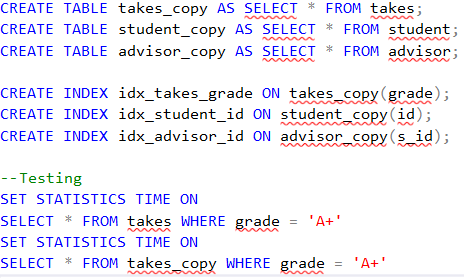 CREATE TABLE takes_copy AS SELECT * FROM takes;
CREATE TABLE student_copy AS SELECT * FROM student;
CREATE TABLE advisor_copy AS SELECT * FROM advisor;
CREATE INDEX idx_takes_grade ON takes_copy(grade);
CREATE INDEX idx_student_id ON student_copy(id);
CREATE INDEX idx_advisor_id ON advisor_copy(s_id);
--Testing
SET STATISTICS TIME ON
SELECT * FROM takes WHERE grade = 'A+'
SET STATISTICS TIME ON
SELECT * FROM takes_copy WHERE grade = 'A+'